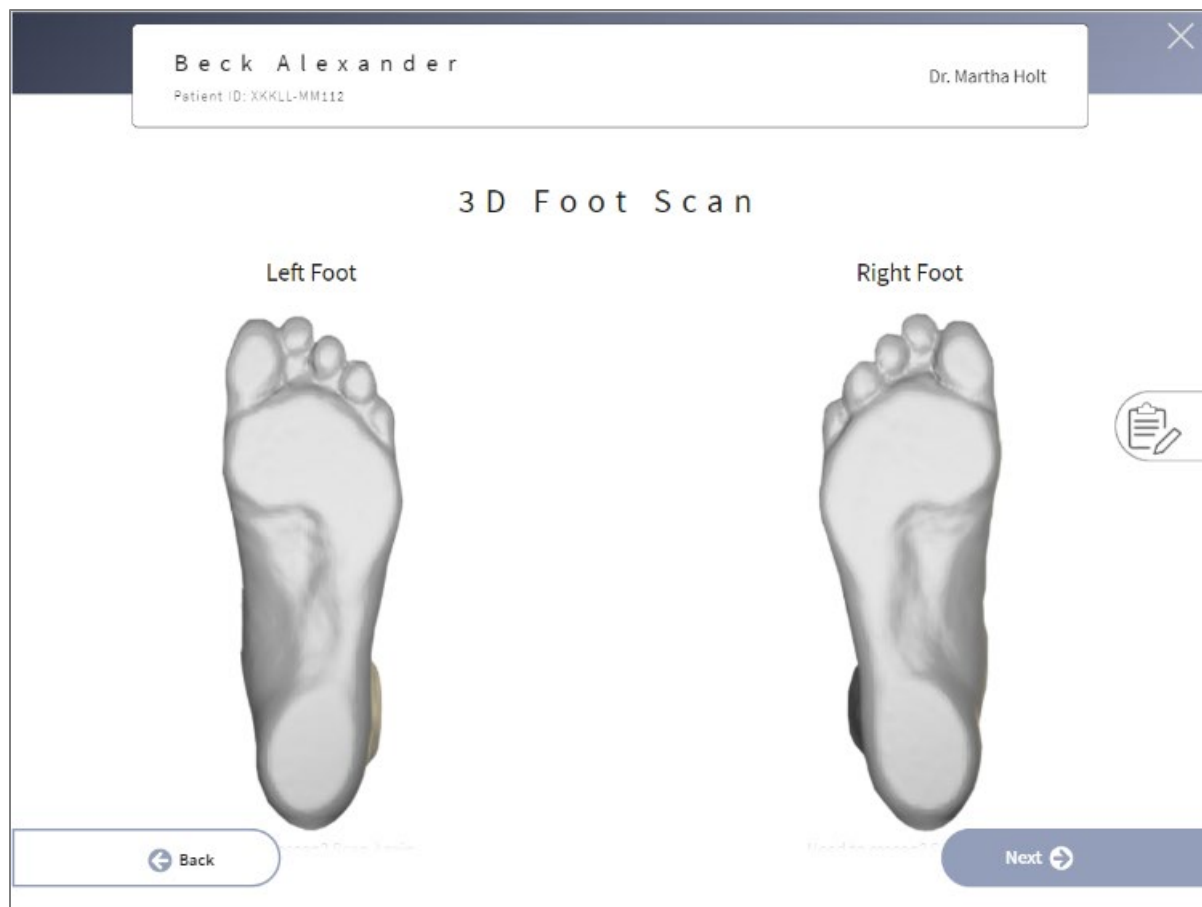 Beck Alexander
Patient ID: XKKLL-MM112
Dr. Martha Holt
3D Foot Scan
Left Foot
Right Foot
Back
Next